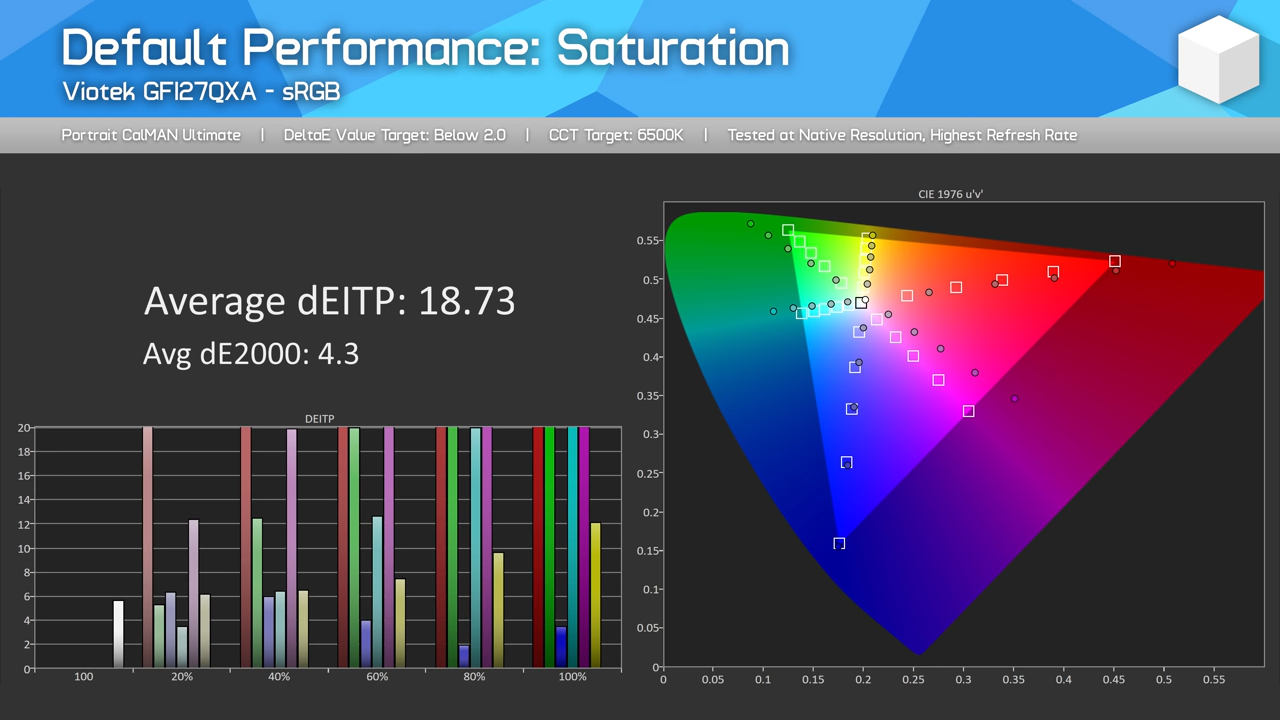 Default Performance: Saturation
Viotek GFI27QXA - sRGB
Portrait CalMAN Ultimate | DeltaE Value Target: Below 2.0 | CCT Target: 6500K | Tested at Native Resolution, Highest Refresh Rate
Average dEITP: 18.73
Avg dE2000: 4.3
DEITP
20
18
16
14
12
10
8
6
4
2
0
100 20% 40% 60% 80% 100%
CIE 1976 u'v'
0.55
0.5
0.45
0.4
0.35
0.3
0.25
0.2
0.15
0.1
0.05
0
0 0.05 0.1 0.15 0.2 0.25 0.3 0.35 0.4 0.45 0.5 0.55